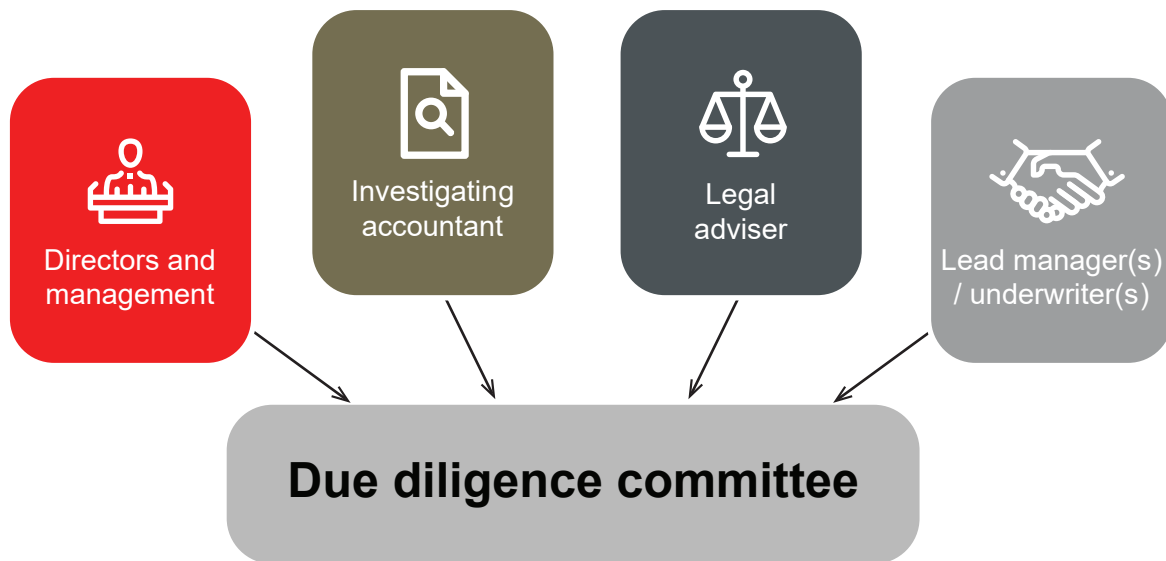 Directors and
management
Investigating
accountant
Legal
adviser
Lead manager(s)
/ underwriter(s)
Due diligence committee